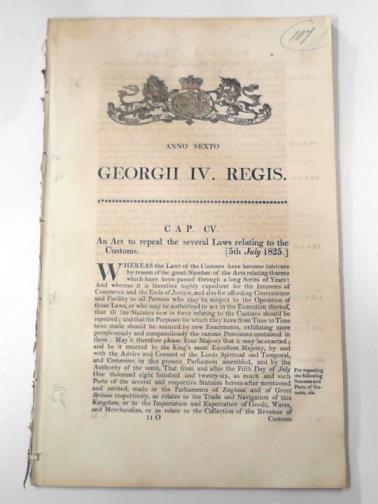 107
ANNO SEXTO
GEORGII IV. REGIS.
CAP. CV.
An Act to repeal the several Laws relating to the
Customs. [5th July 1825.]
WHEREAS the Laws of the Customs have become intricate
by reason of the great Number of the Acts relating thereto
which have been passed through a long Series of Years:
And whereas it is therefore highly expedient for the Interests of
Commerce and the Ends of Justice, and also for affording Convenience
and Facility to all Persons who may be subject to the Operation of
those Laws, or who may be authorized to act in the Execution thereof,
that all the Statutes now in force relating to the Customs should be
repealed; and that the Purposes for which they have from Time to Time
been made should be secured by new Enactments, exhibiting more
perspicuously and compendiously the various Provisions contained in
them: May it therefore please Your Majesty that it may be enacted;
and be it enacted by the King's most Excellent Majesty, by and
with the Advice and Consent of the Lords Spiritual and Temporal,
and Commons, in this present Parliament assembled, and by the
Authority of the same, That from and after the Fifth Day of July
One thousand eight hundred and twenty-six, so much and such
Parts of the several and respective Statutes herein-after mentioned
and recited, made in the Parliaments of England and of Great
Britain respectively, as relates to the Trade and Navigation of this
Kingdom, or to the Importation and Exportation of Goods, Wares,
and Merchandize, or as relate to the Collection of the Revenue of
For repealing
the following
Statutes and
Parts of Sta-
tutes, viz.
11 O Customs